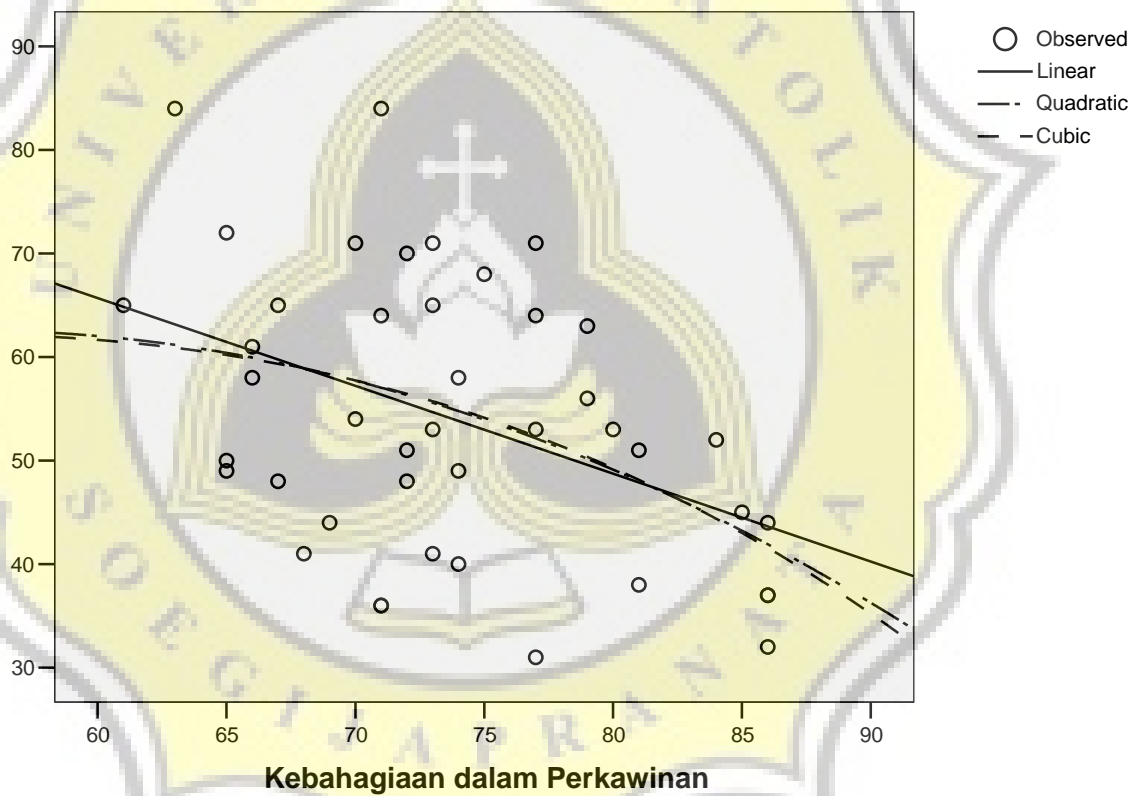 90
80
70
60
50
40
30
60 65 70 75 80 85 90
Kebahagiaan dalam Perkawinan
Observed
Linear
Quadratic
Cubic
SOEGIJAPRANATA